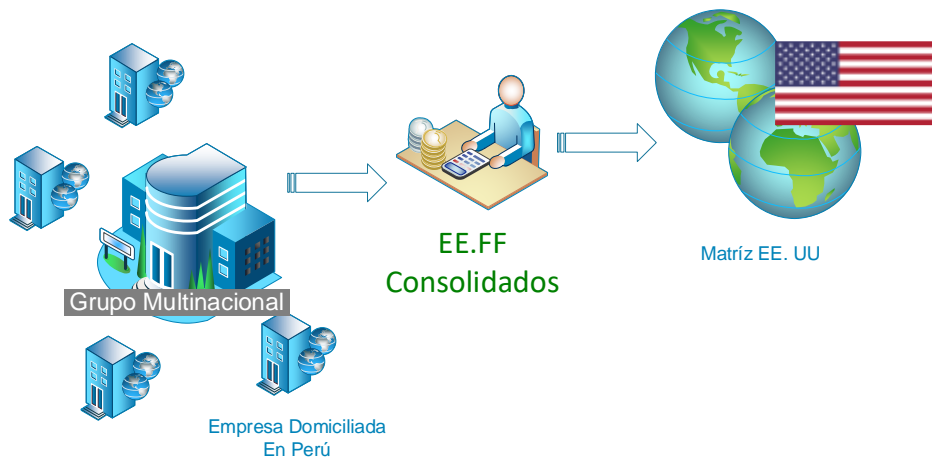 EE.FF
Consolidados
Matríz EE. UU
Grupo Multinacional
Empresa Domiciliada
En Perú